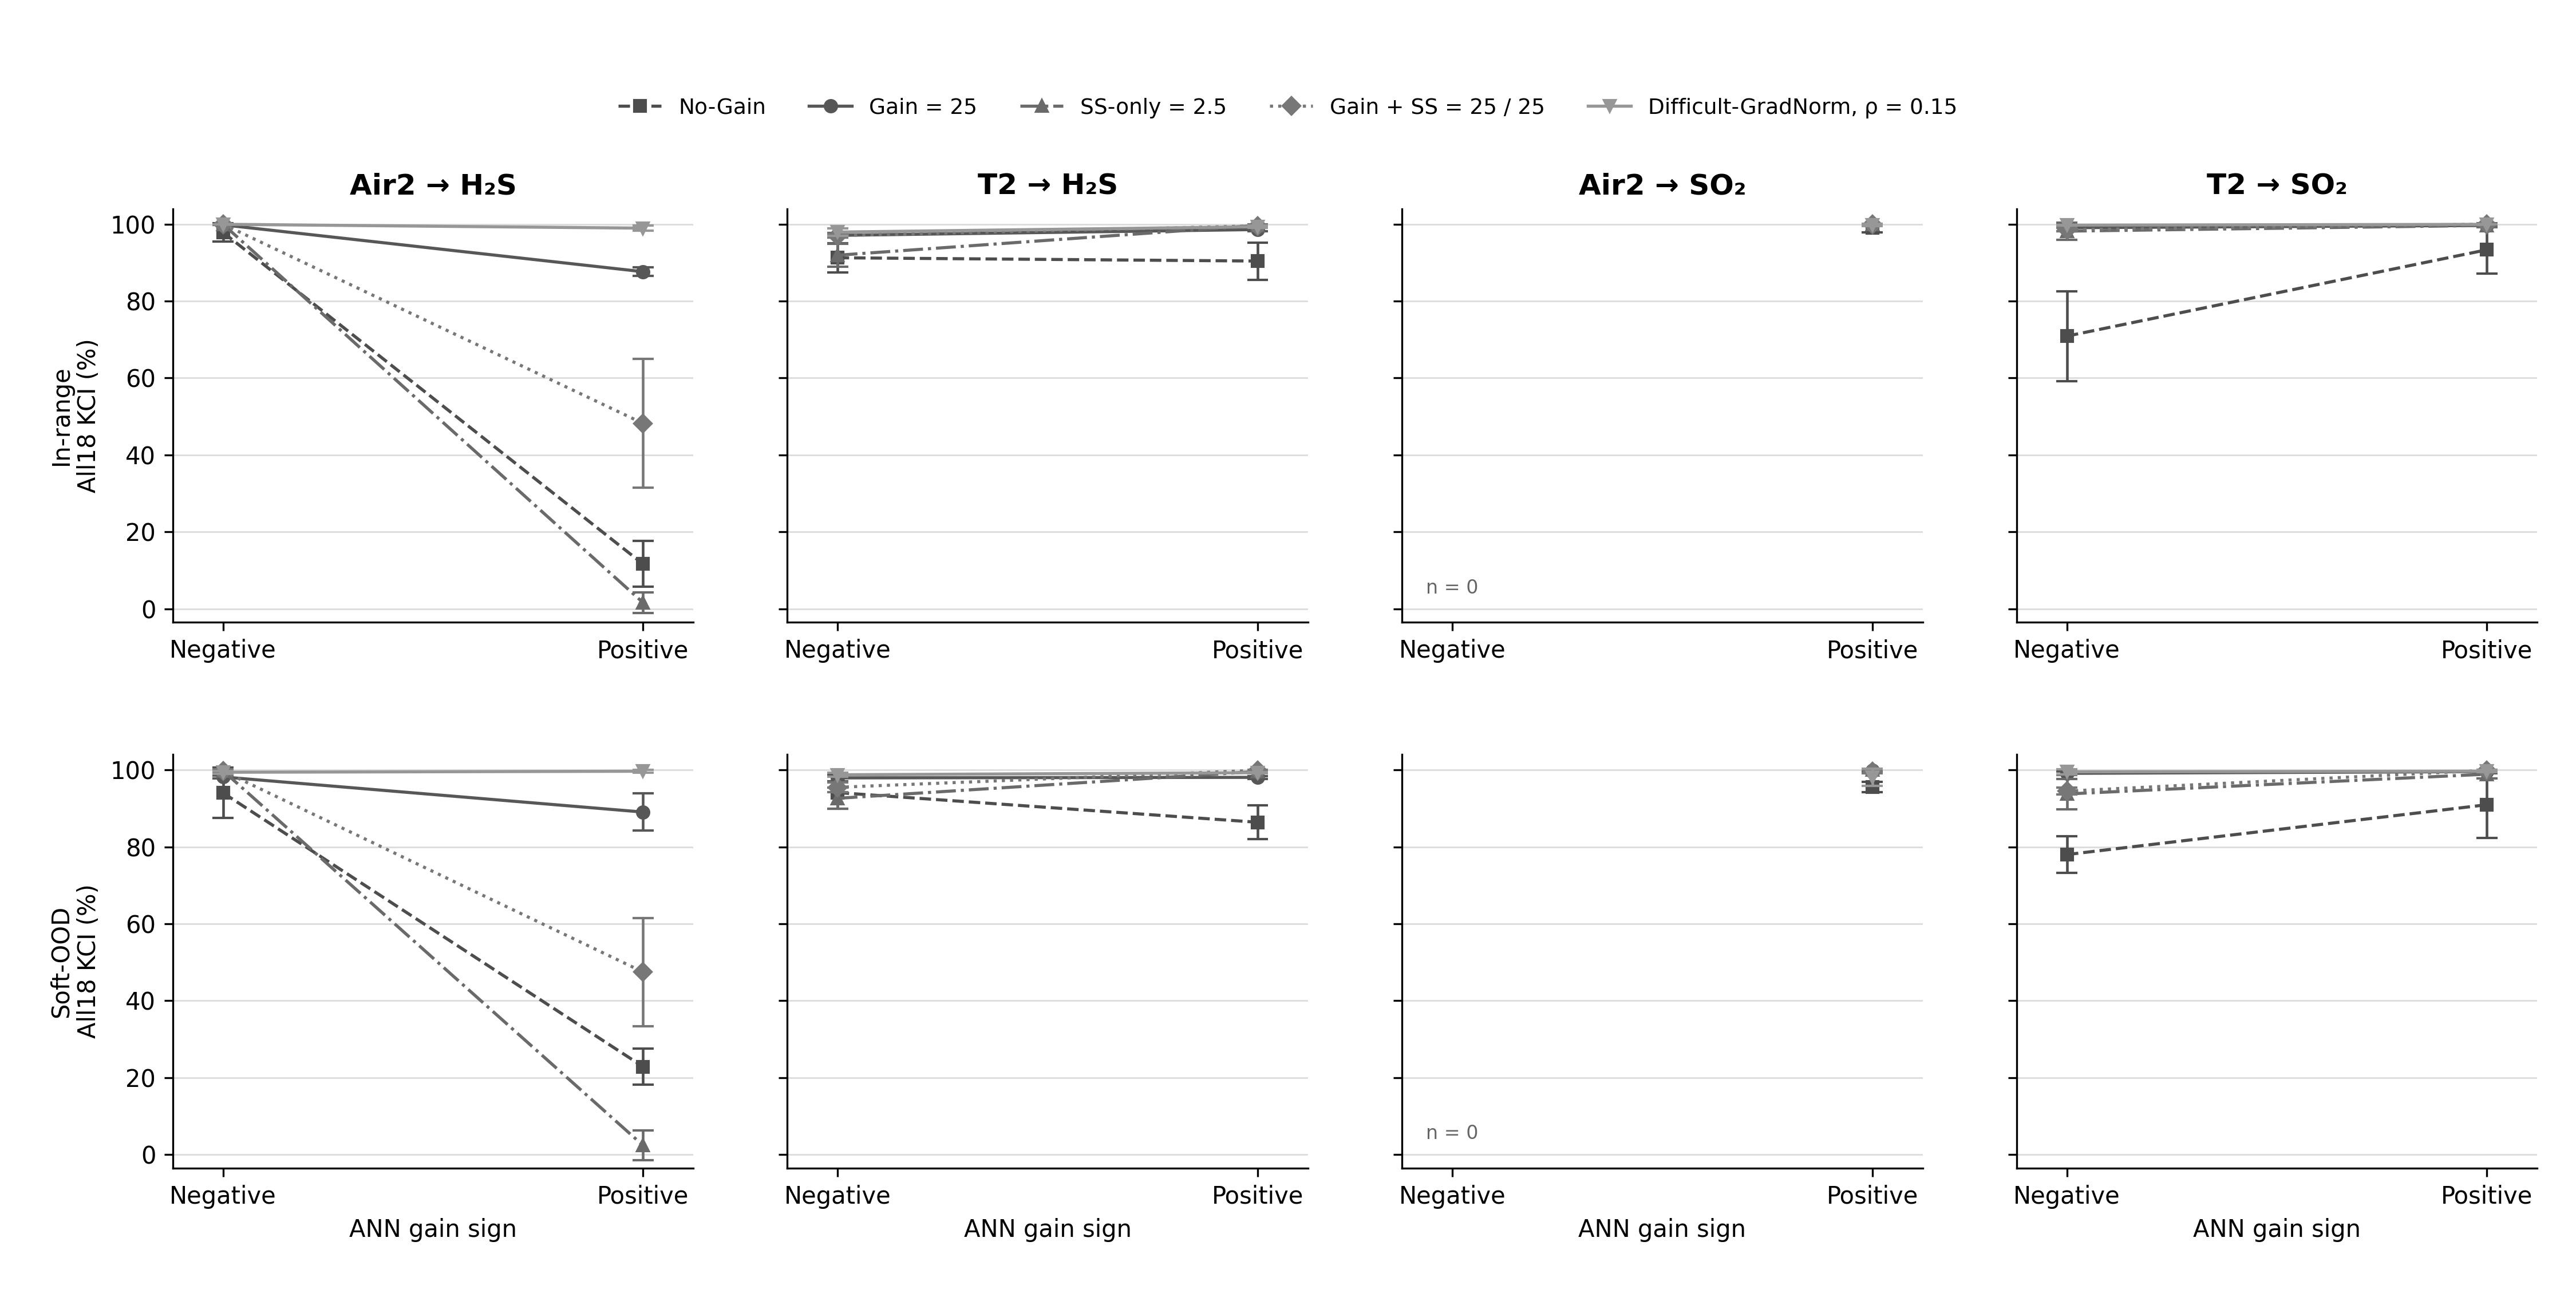 No-Gain Gain = 25 SS-only = 2.5 Gain + SS = 25 / 25 Difficult-GradNorm, ρ = 0.15
Air2 → H₂S T2 → H₂S Air2 → SO₂ T2 → SO₂
In-range
All18 KCI (%)
100
80
60
40
20
0
n = 0
Negative Positive Negative Positive Negative Positive Negative Positive
Soft-OOD
All18 KCI (%)
100
80
60
40
20
0
n = 0
Negative Positive Negative Positive Negative Positive Negative Positive
ANN gain sign ANN gain sign ANN gain sign ANN gain sign